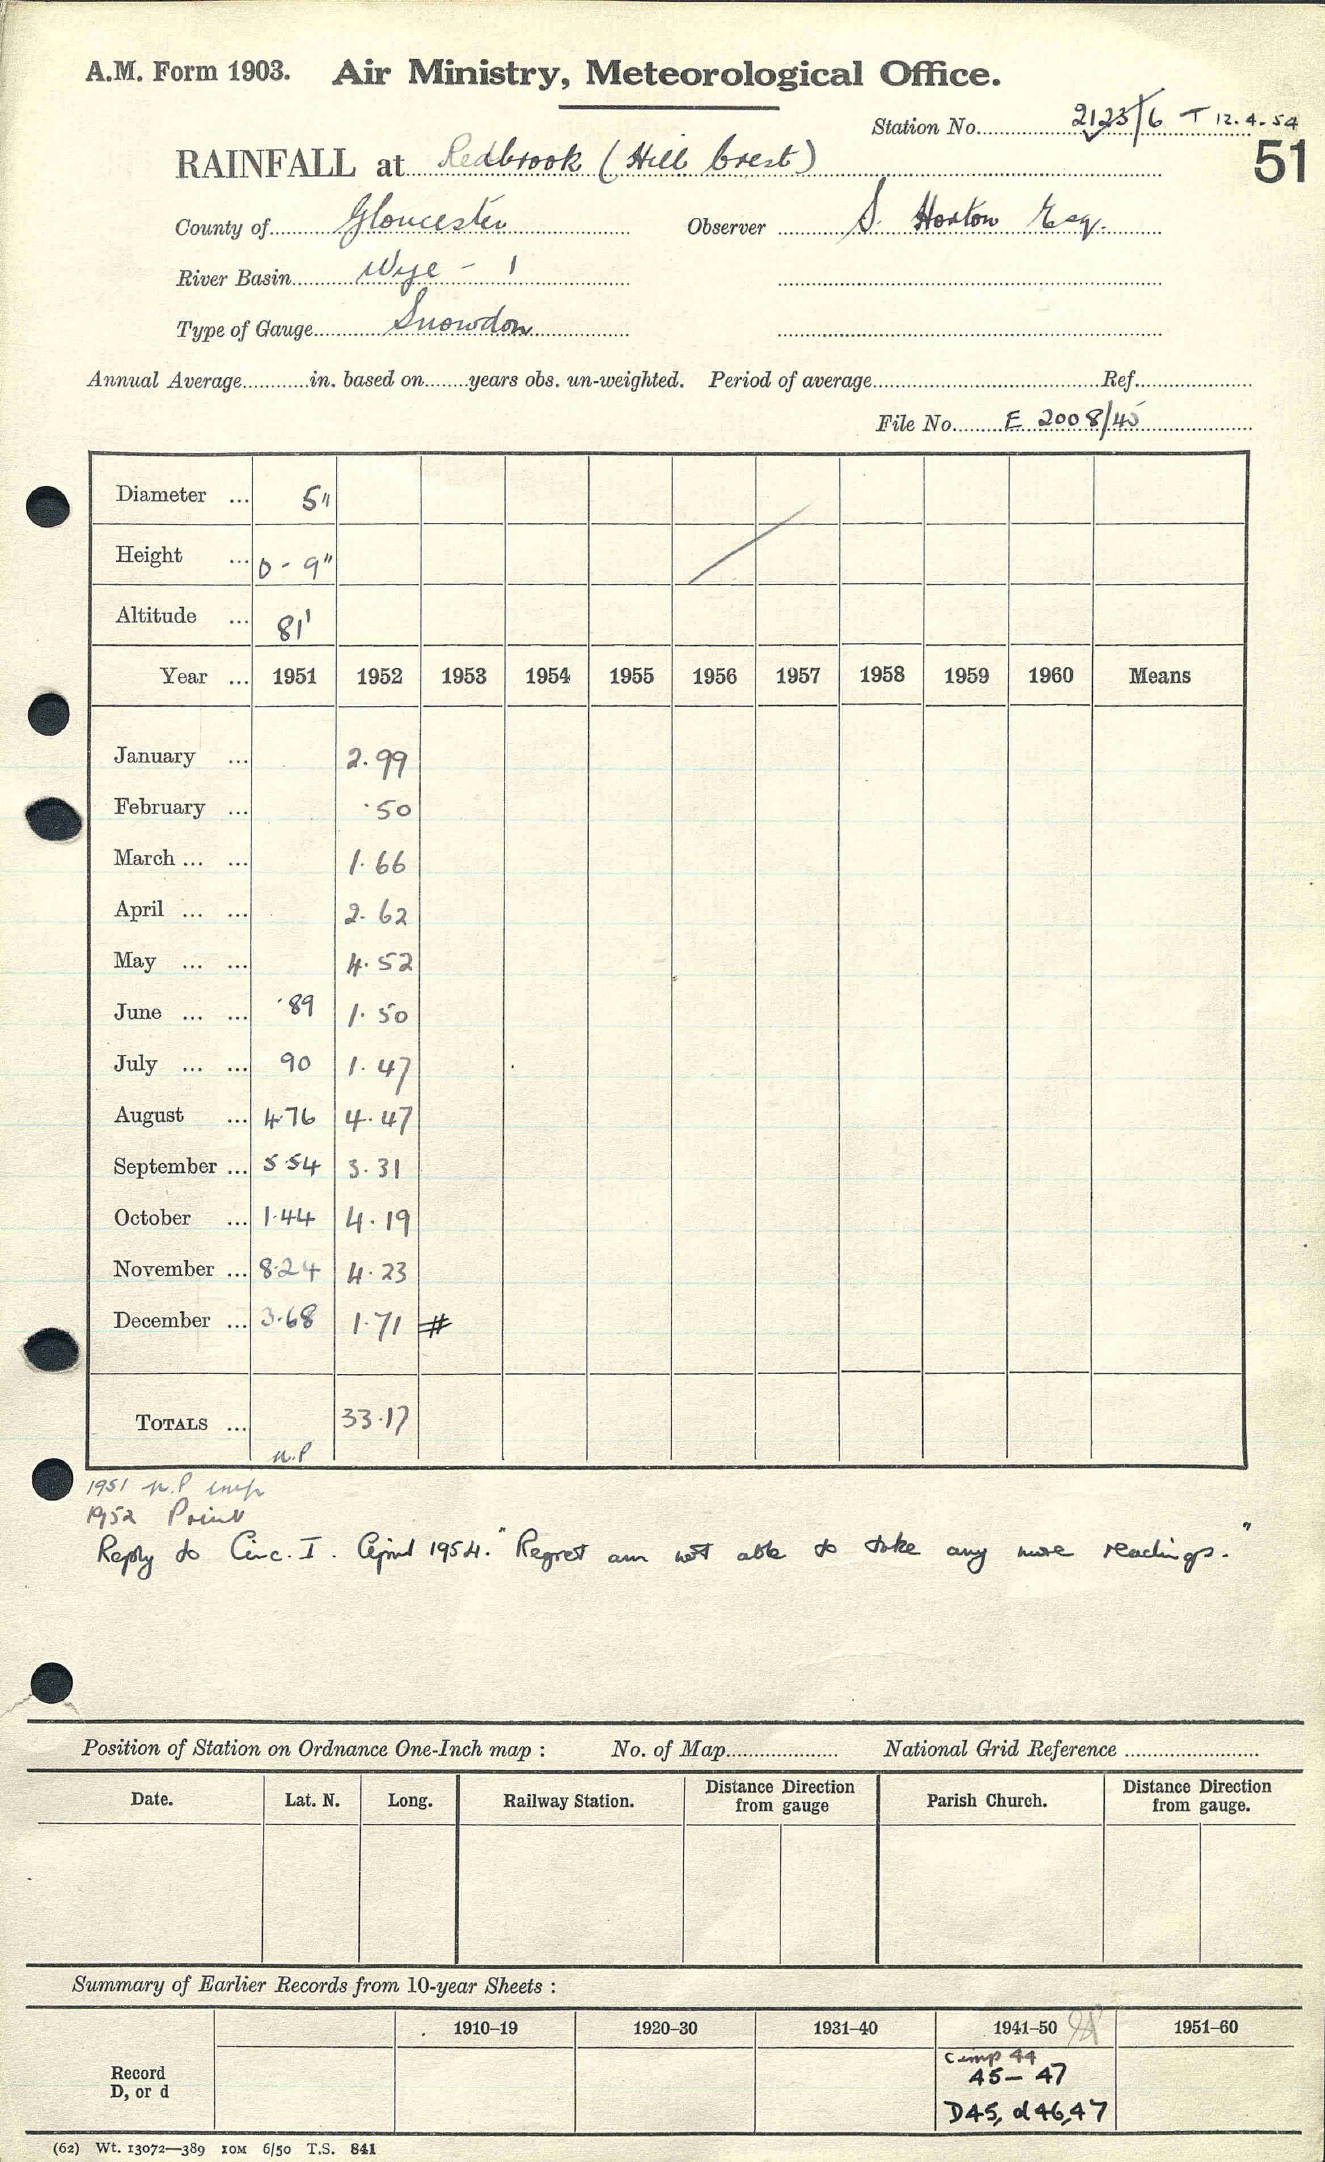 A.M. Form 1903. Air Ministry, Meteorological Office.
Station No. 2123/6 T 12.4.54
51
RAINFALL at Redbrook (Hill Crest)
County of Gloucester Observer S. Horton Esq.
River Basin Wye - 1
Type of Gauge Snowdon
Annual Average in. based on years obs. un-weighted. Period of average Ref.
File No. E 2008/45
Diameter ... 5"
Height ... 0 - 9"
Altitude ... 81'
Year ... 1951 1952 1953 1954 1955 1956 1957 1958 1959 1960 Means
January ... 2.99
February ... .50
March ... ... 1.66
April ... ... 2.62
May ... ... 4.52
June ... ... .89 1.50
July ... ... 90 1.47
August ... 4.76 4.47
September ... 5.54 3.31
October ... 1.44 4.19
November ... 8.24 4.23
December ... 3.68 1.71 #
TOTALS ... 33.17
n.P
1951 n.P
1952 Print
Reply to Circ. I. April 1954. "Regret am not able to take any more readings."
Position of Station on Ordnance One-Inch map : No. of Map National Grid Reference
Date. Lat. N. Long. Railway Station. Distance Direction from gauge Parish Church. Distance Direction from gauge.
Summary of Earlier Records from 10-year Sheets :
1910–19 1920–30 1931–40 1941–50 1951–60
Record
D, or d
comp 44
45 – 47
D45, d46,47
(62) Wt. 13072—389 10M 6/50 T.S. 841